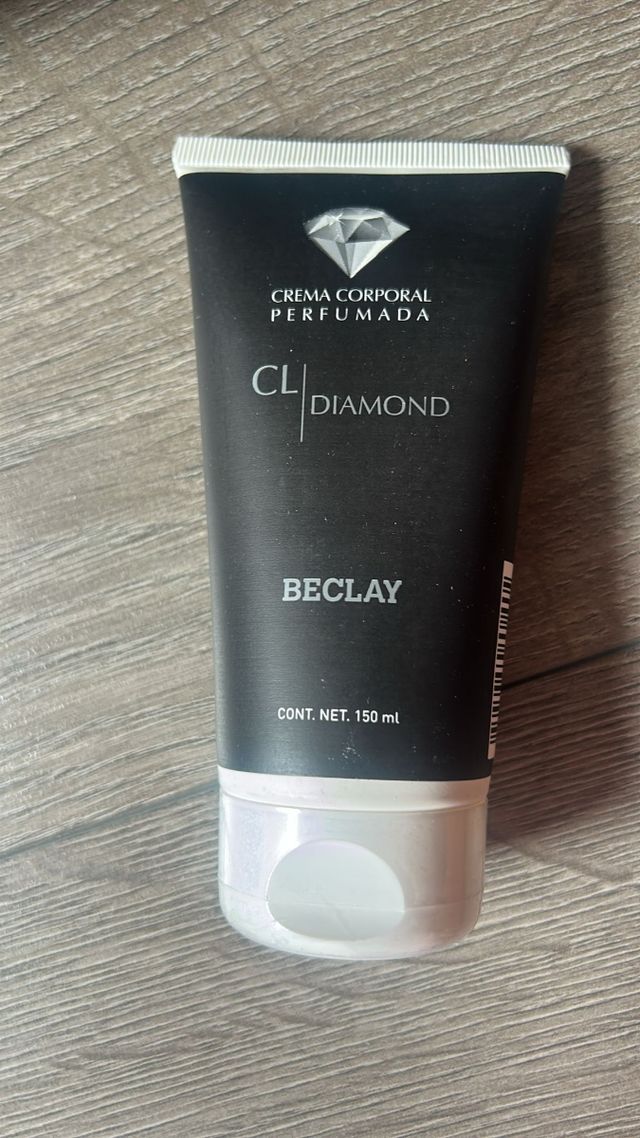 CREMA CORPORAL
PERFUMADA
CL
DIAMOND
BECLAY
CONT. NET. 150 ml